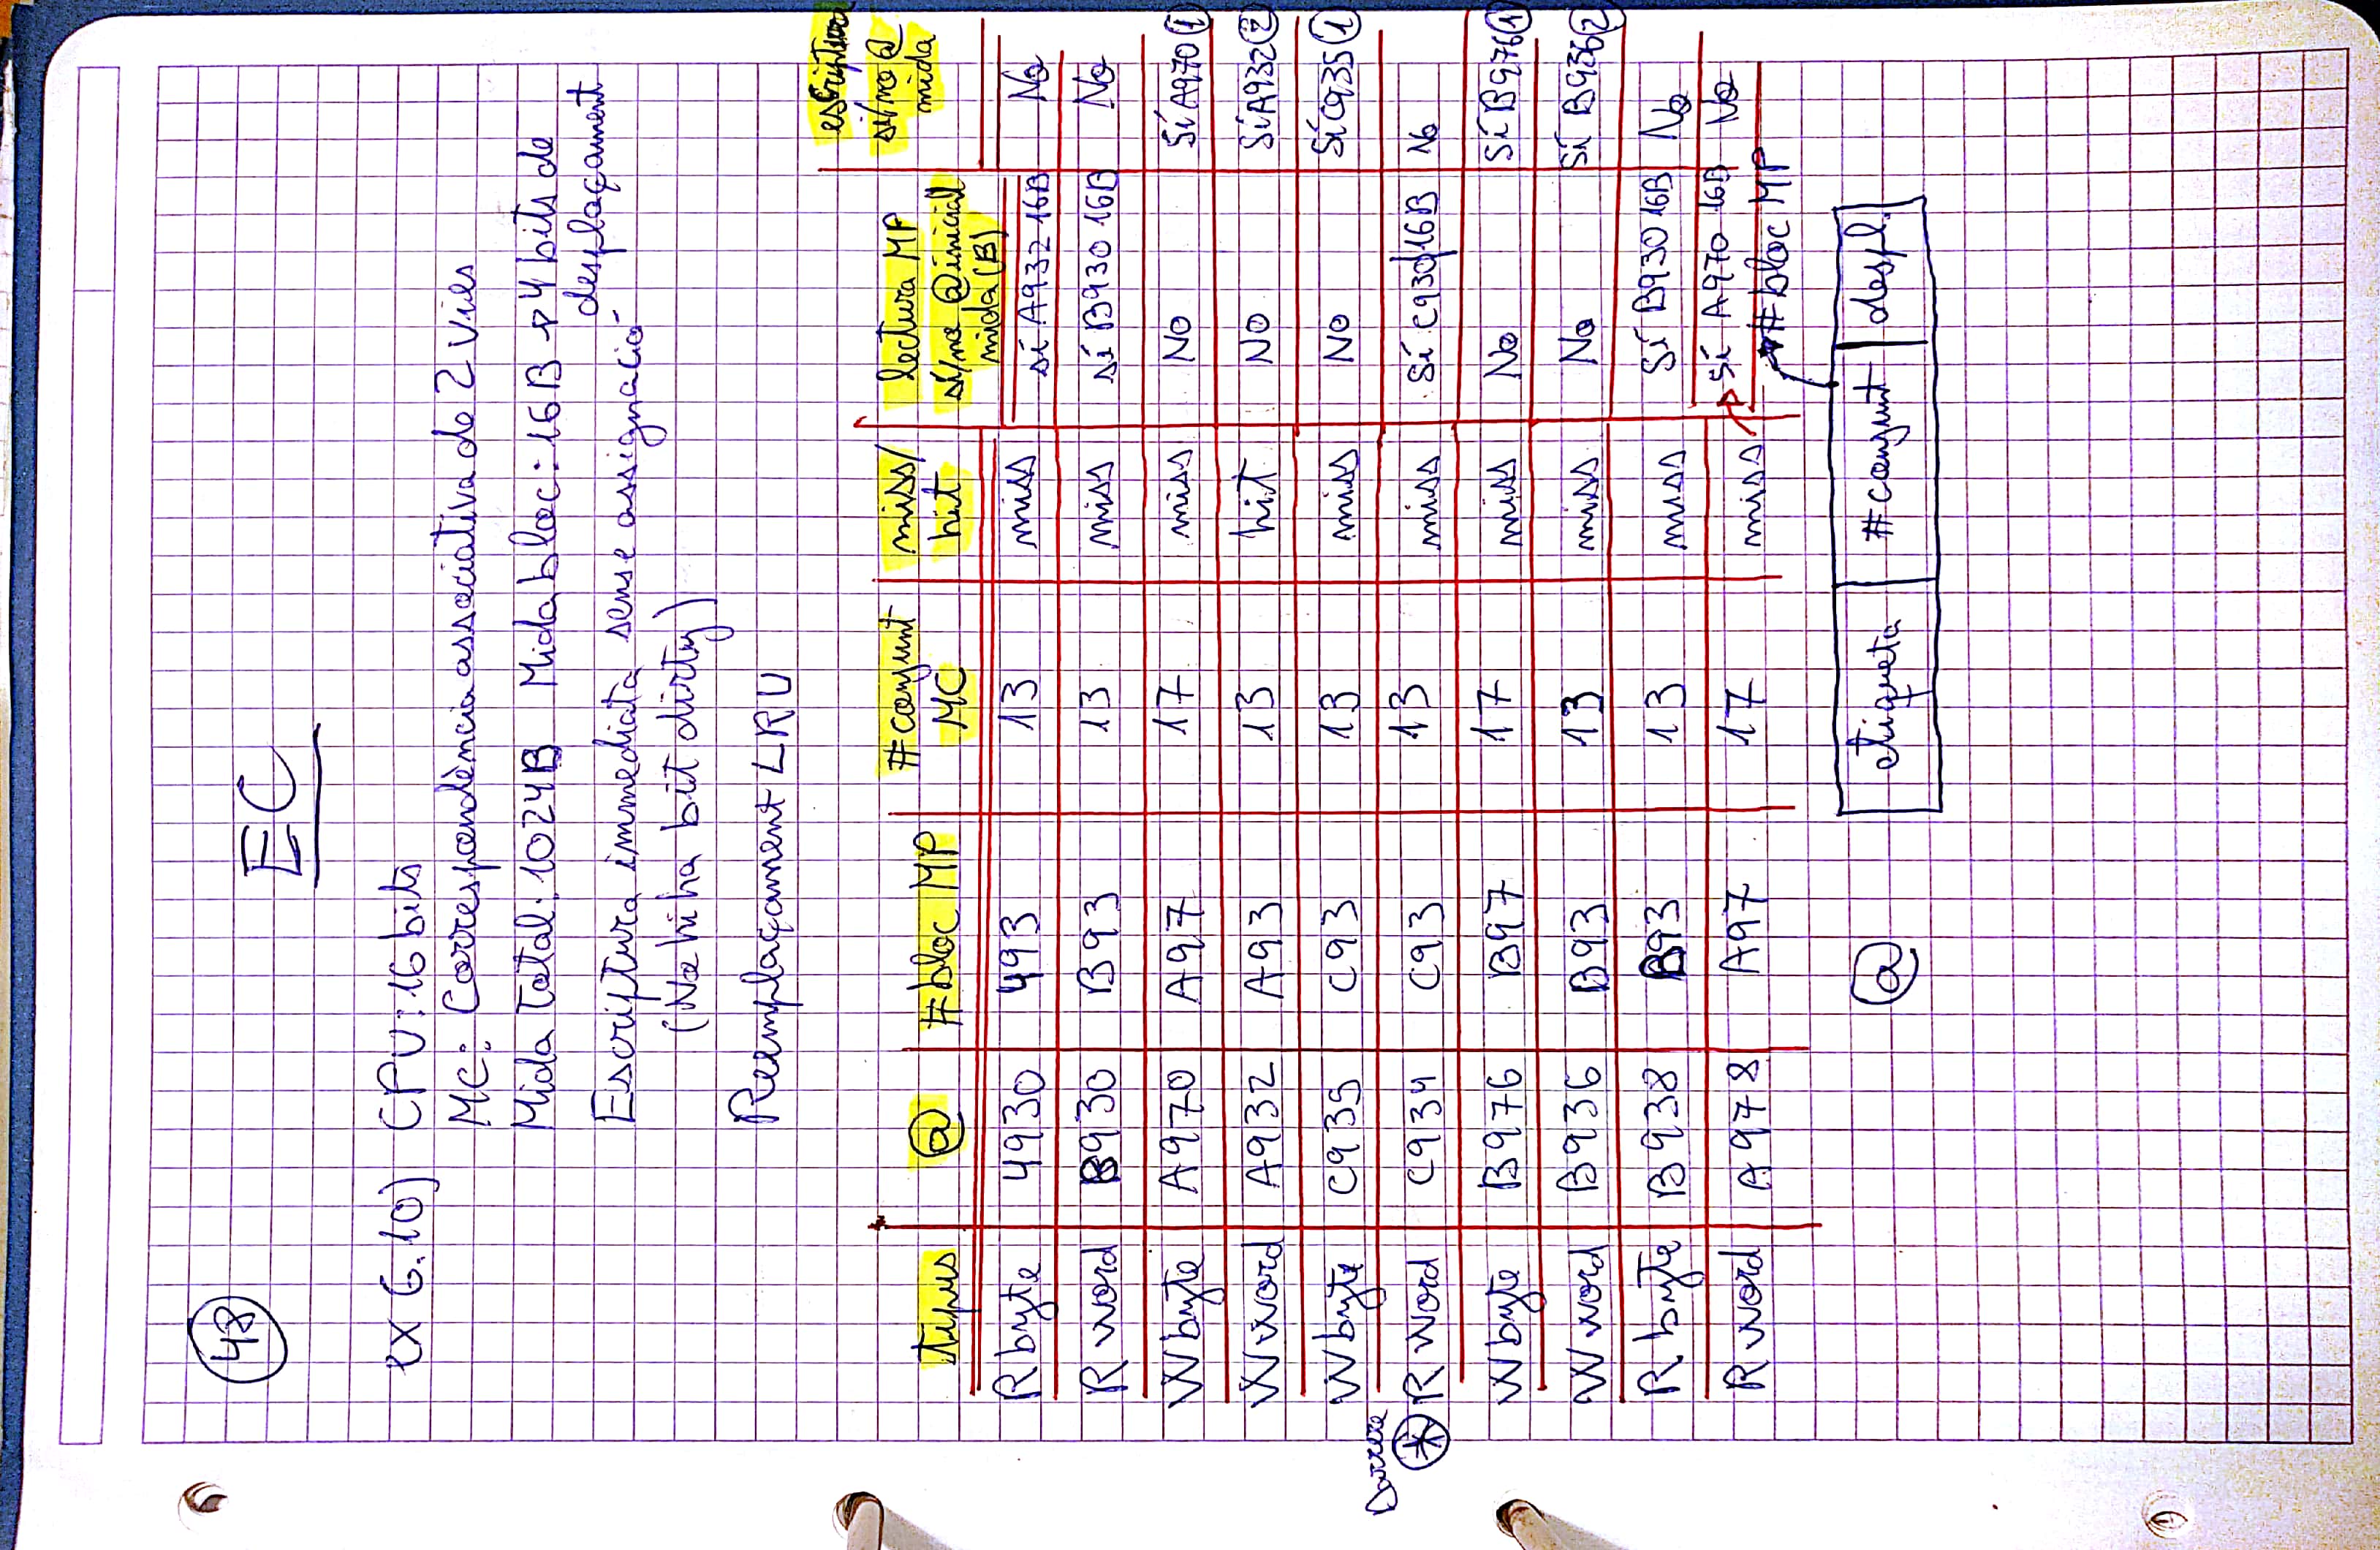 48
EC
ex 6.10) CPU: 16 bits
MC: Correspondència associativa de 2 vies
Mida total: 1024B Mida bloc: 16B → 4 bits de
desplaçament
Escriptura immediata sense assignació
(No hi ha bit dirty)
Reemplaçament LRU
tipus @ #bloc MP #conjunt MC miss/hit lectura MP sí/no @inicial mida (B) escriptura sí/no @ mida
R byte 4930 493 13 miss sí A932 16B No
R word B930 B93 13 miss sí B930 16B No
W byte A970 A97 17 miss No Sí A970 1
W word A932 A93 13 hit No Sí A932 2
W byte C935 C93 13 miss No Sí C935 1
Darrere
* R word C934 C93 13 miss Sí C930 16B No
W byte B976 B97 17 miss No Sí B976 1
W word B936 B93 13 miss No Sí B936 2
R byte B938 B93 13 miss Sí B930 16B No
R word A978 A97 17 miss → sí A970 16B No
#bloc MP
@ etiqueta #conjunt despl.